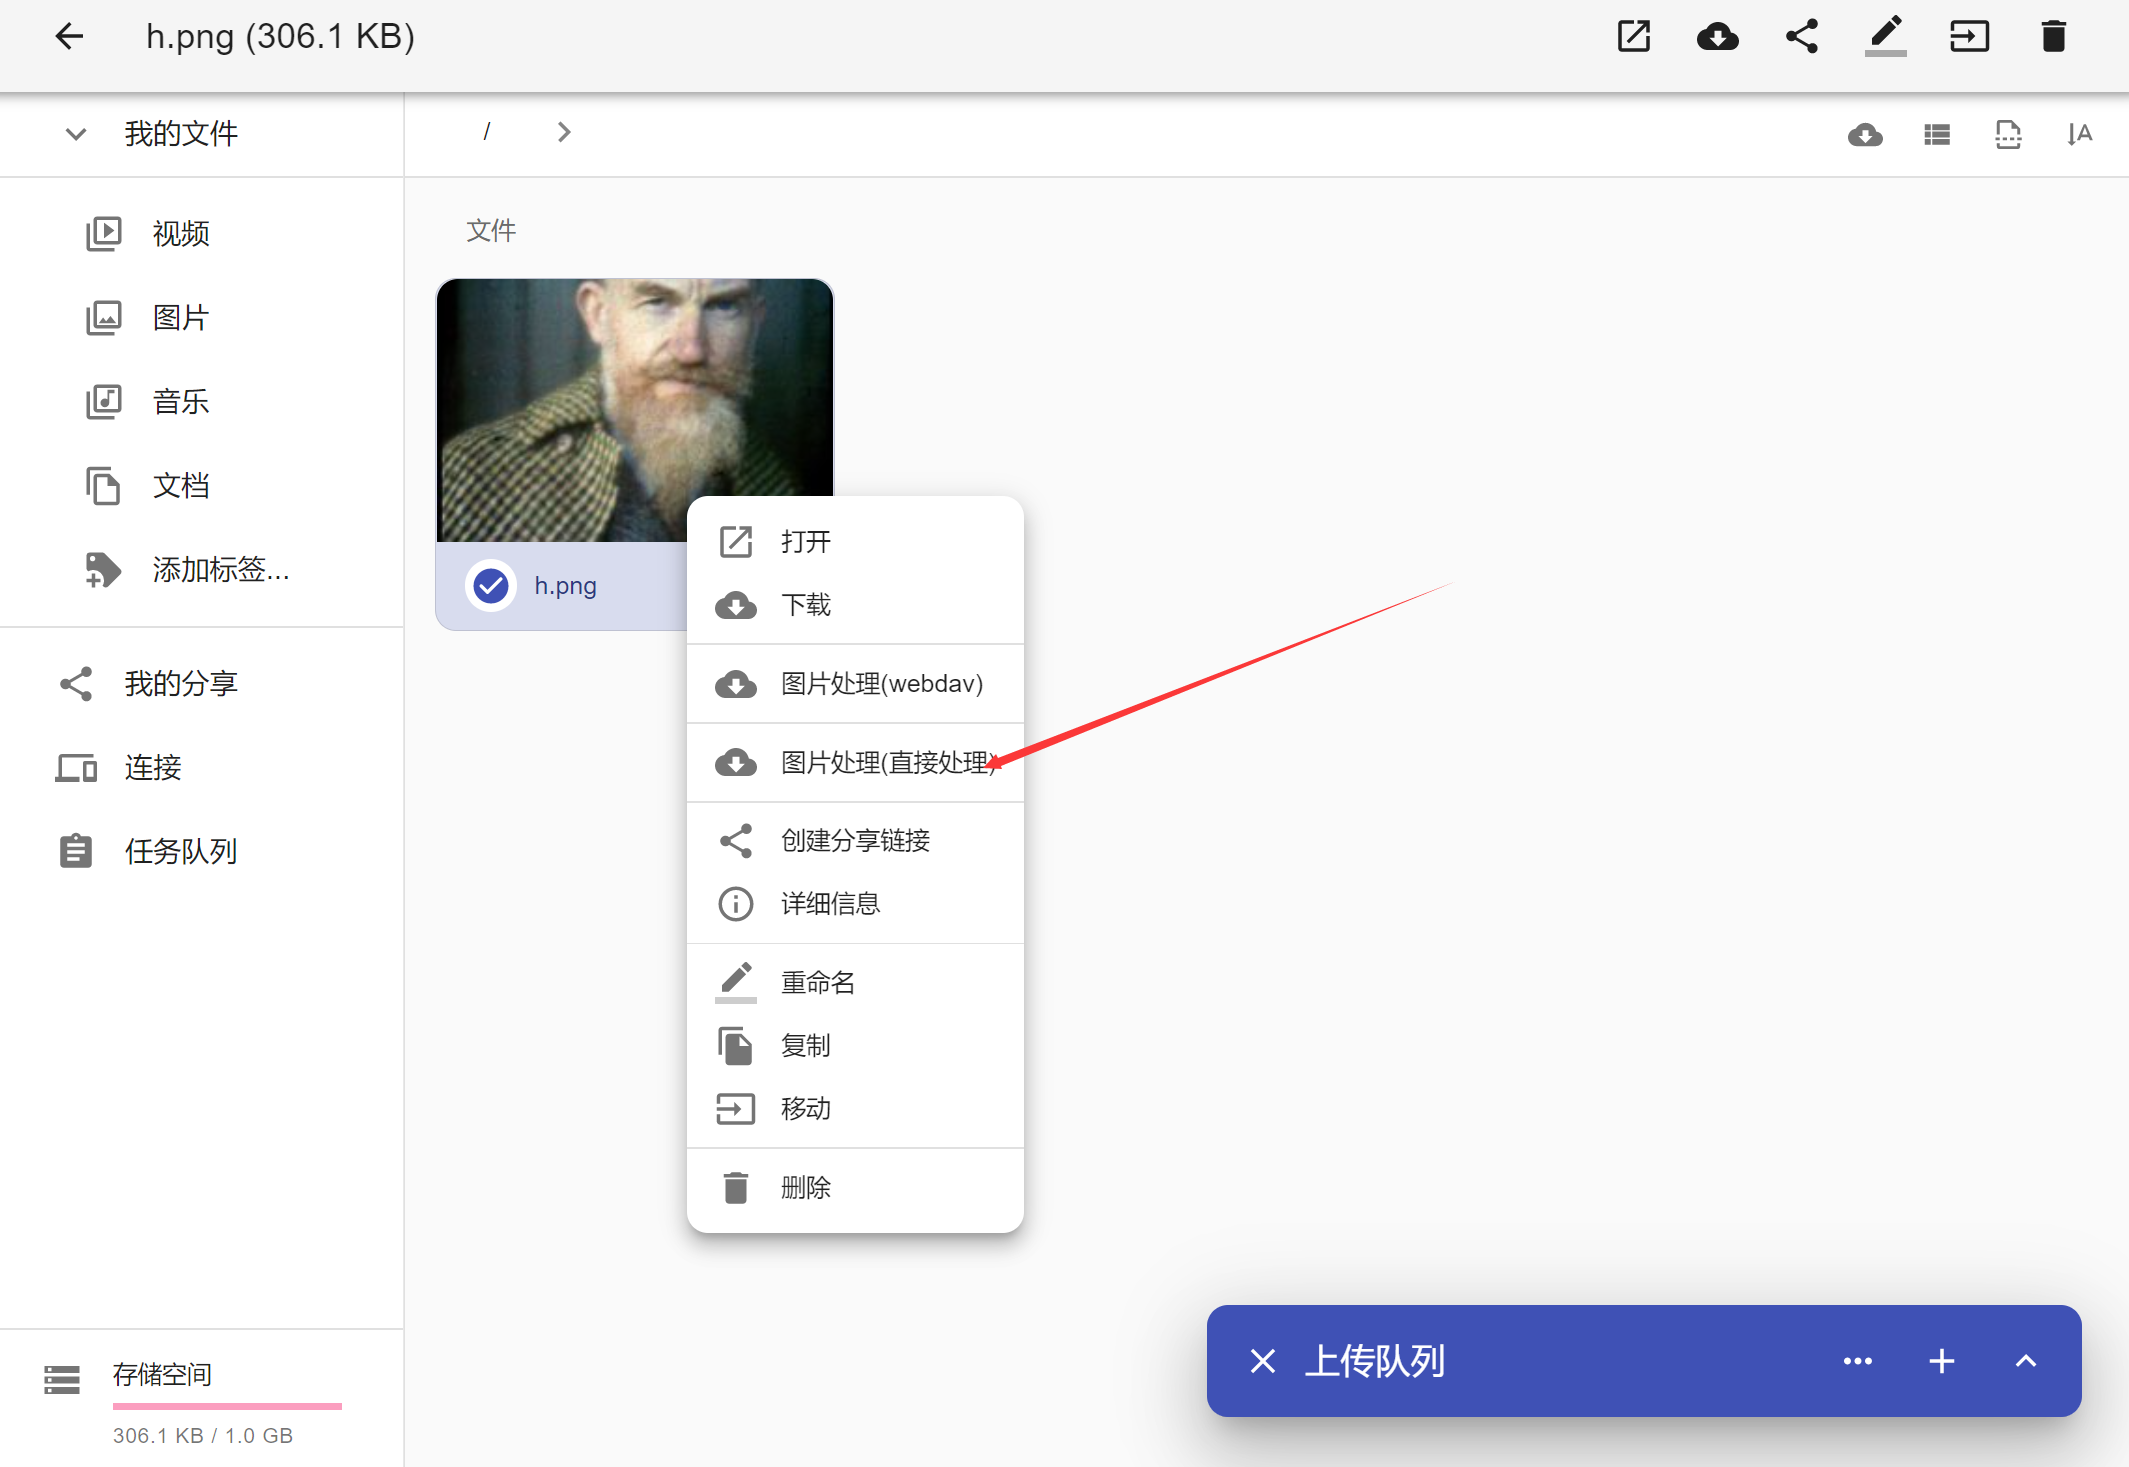 h.png (306.1 KB)
我的文件
/
A
视频
图片
音乐
文档
添加标签...
我的分享
连接
任务队列
文件
h.png
打开
下载
图片处理(webdav)
图片处理(直接处理)
创建分享链接
详细信息
重命名
复制
移动
删除
存储空间
306.1 KB / 1.0 GB
上传队列